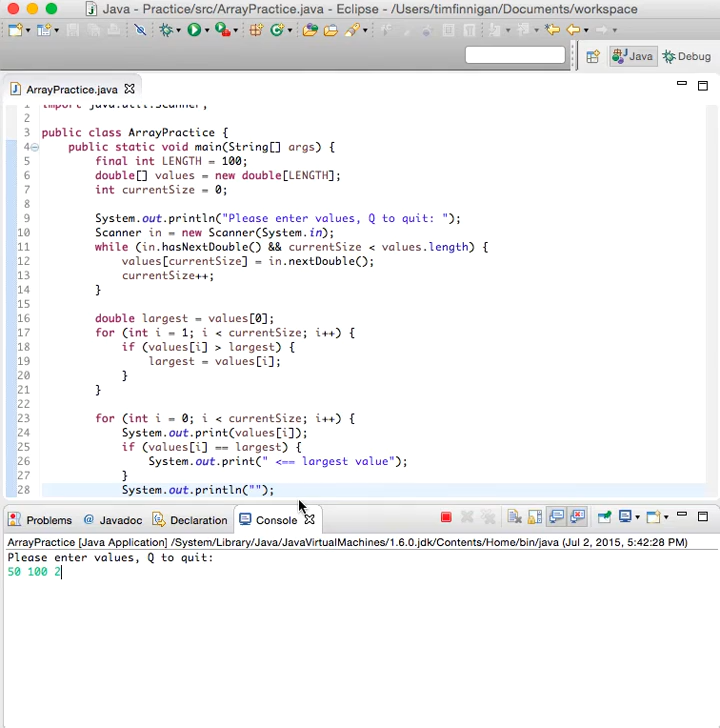 Java - Practice/src/ArrayPractice.java - Eclipse - /Users/timfinnigan/Documents/workspace
Java
Debug
ArrayPractice.java
1 import java.util.Scanner;
2
3 public class ArrayPractice {
4 public static void main(String[] args) {
5 final int LENGTH = 100;
6 double[] values = new double[LENGTH];
7 int currentSize = 0;
8
9 System.out.println("Please enter values, Q to quit: ");
10 Scanner in = new Scanner(System.in);
11 while (in.hasNextDouble() && currentSize < values.length) {
12 values[currentSize] = in.nextDouble();
13 currentSize++;
14 }
15
16 double largest = values[0];
17 for (int i = 1; i < currentSize; i++) {
18 if (values[i] > largest) {
19 largest = values[i];
20 }
21 }
22
23 for (int i = 0; i < currentSize; i++) {
24 System.out.print(values[i]);
25 if (values[i] == largest) {
26 System.out.print(" <== largest value");
27 }
28 System.out.println("");
Problems
Javadoc
Declaration
Console
ArrayPractice [Java Application] /System/Library/Java/JavaVirtualMachines/1.6.0.jdk/Contents/Home/bin/java (Jul 2, 2015, 5:42:28 PM)
Please enter values, Q to quit:
50 100 2